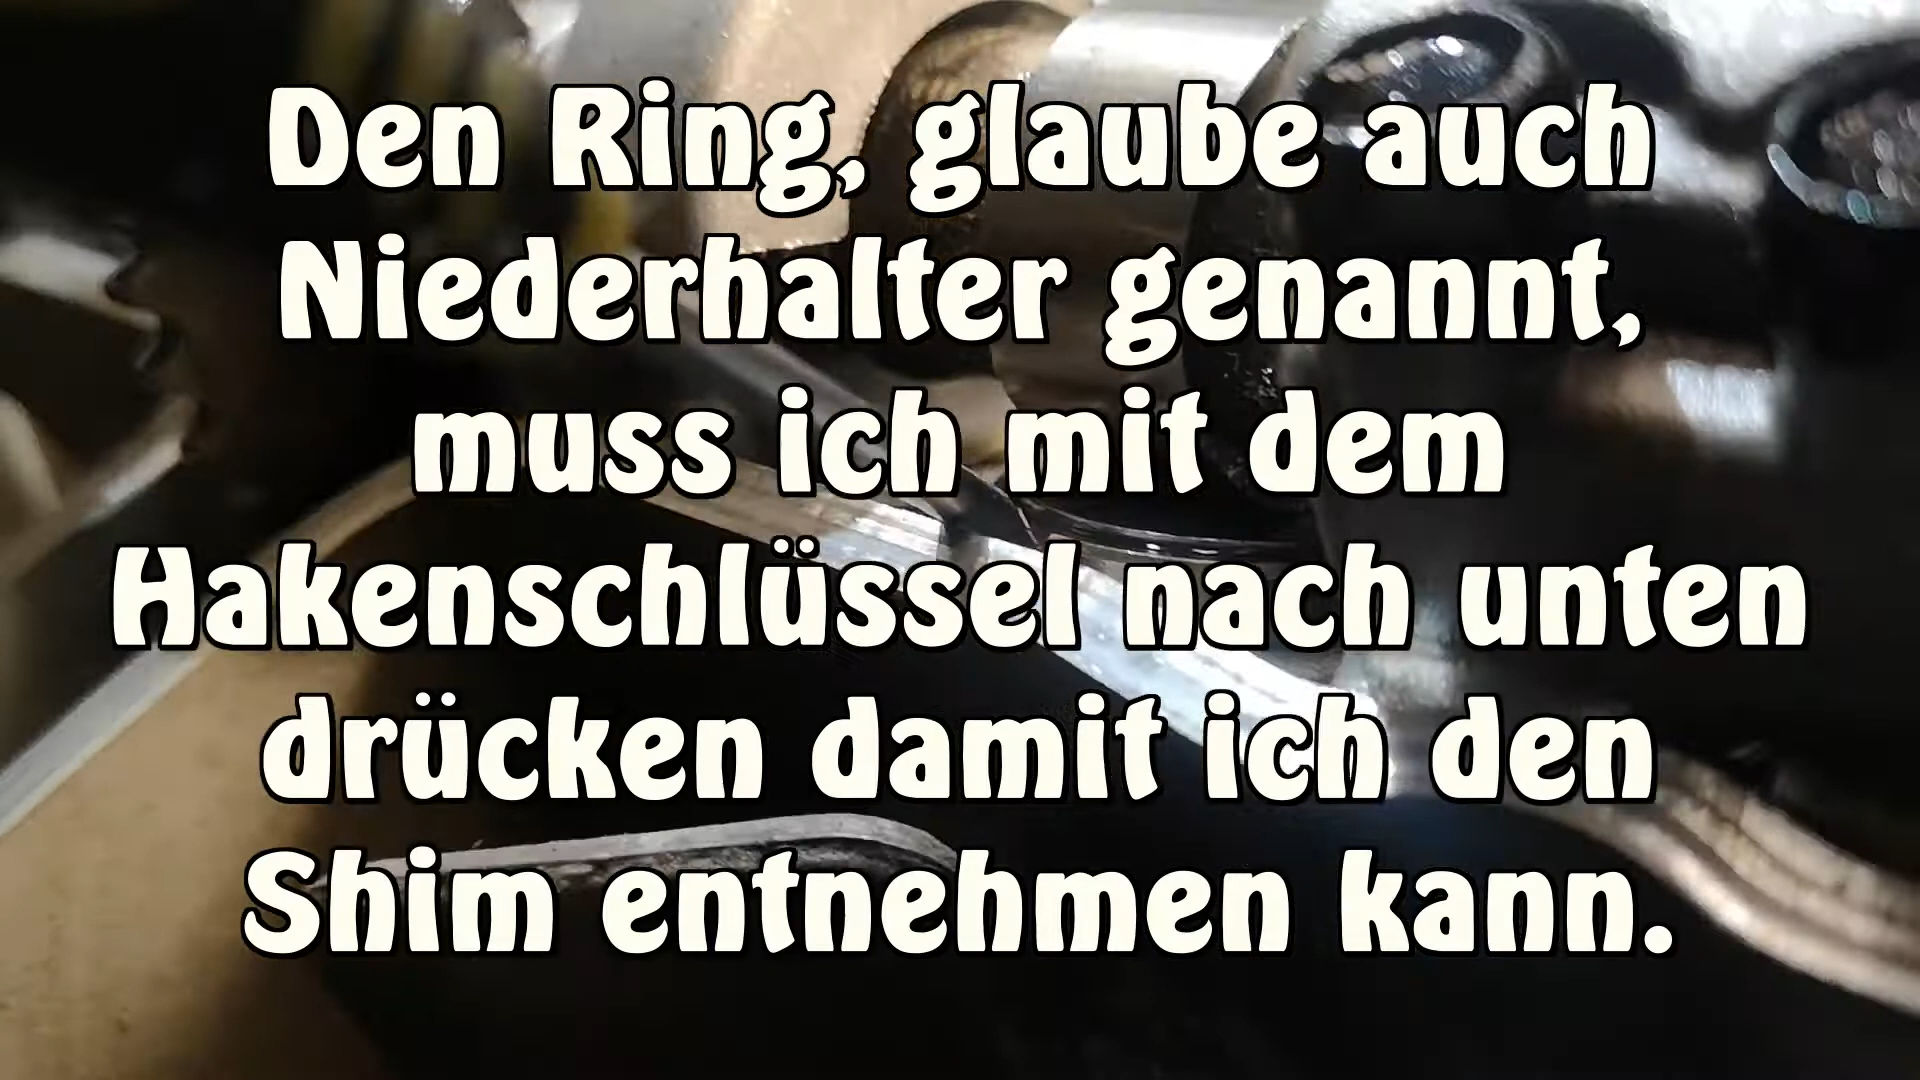 Den Ring, glaube auch
Niederhalter genannt,
muss ich mit dem
Hakenschlüssel nach unten
drücken damit ich den
Shim entnehmen kann.